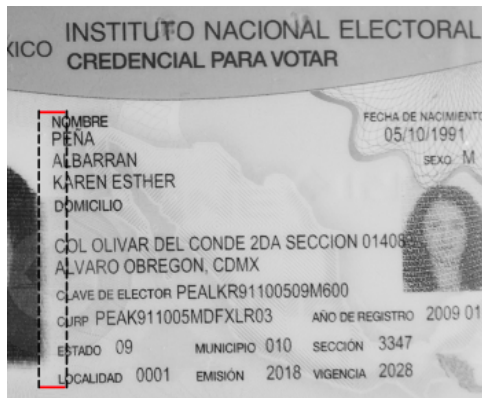 INSTITUTO NACIONAL ELECTORAL
CREDENCIAL PARA VOTAR
NOMBRE
PEÑA
ALBARRAN
KAREN ESTHER
FECHA DE NACIMIENTO
05/10/1991
SEXO M
DOMICILIO
COL OLIVAR DEL CONDE 2DA SECCION 01408
ALVARO OBREGON, CDMX
CLAVE DE ELECTOR PEALKR91100509M600
CURP PEAK911005MDFXLR03 AÑO DE REGISTRO 2009 01
ESTADO 09 MUNICIPIO 010 SECCIÓN 3347
LOCALIDAD 0001 EMISIÓN 2018 VIGENCIA 2028